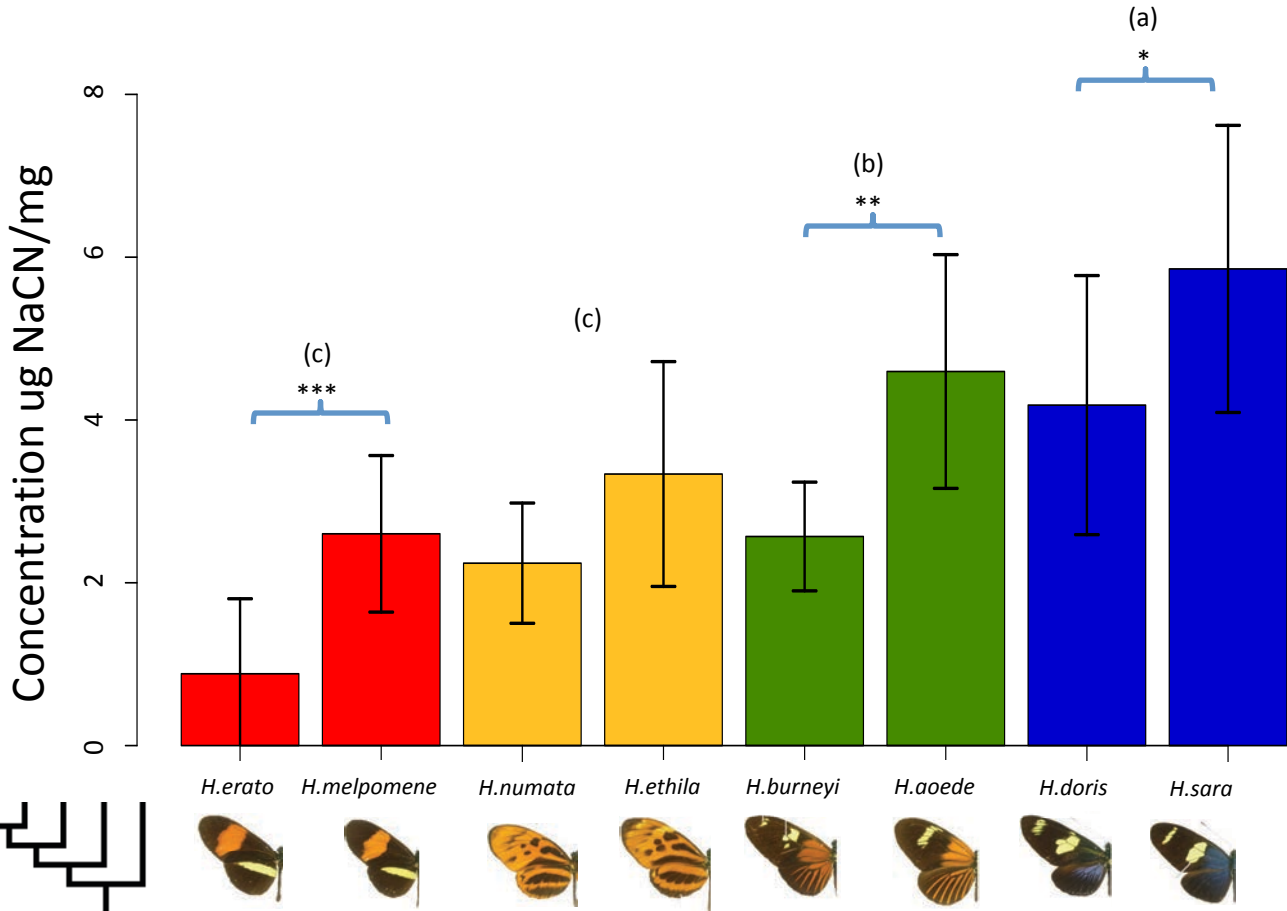 (a)
*
8
(b)
**
6
(c)
(c)
***
4
2
0
Concentration ug NaCN/mg
H.erato H.melpomene H.numata H.ethila H.burneyi H.aoede H.doris H.sara